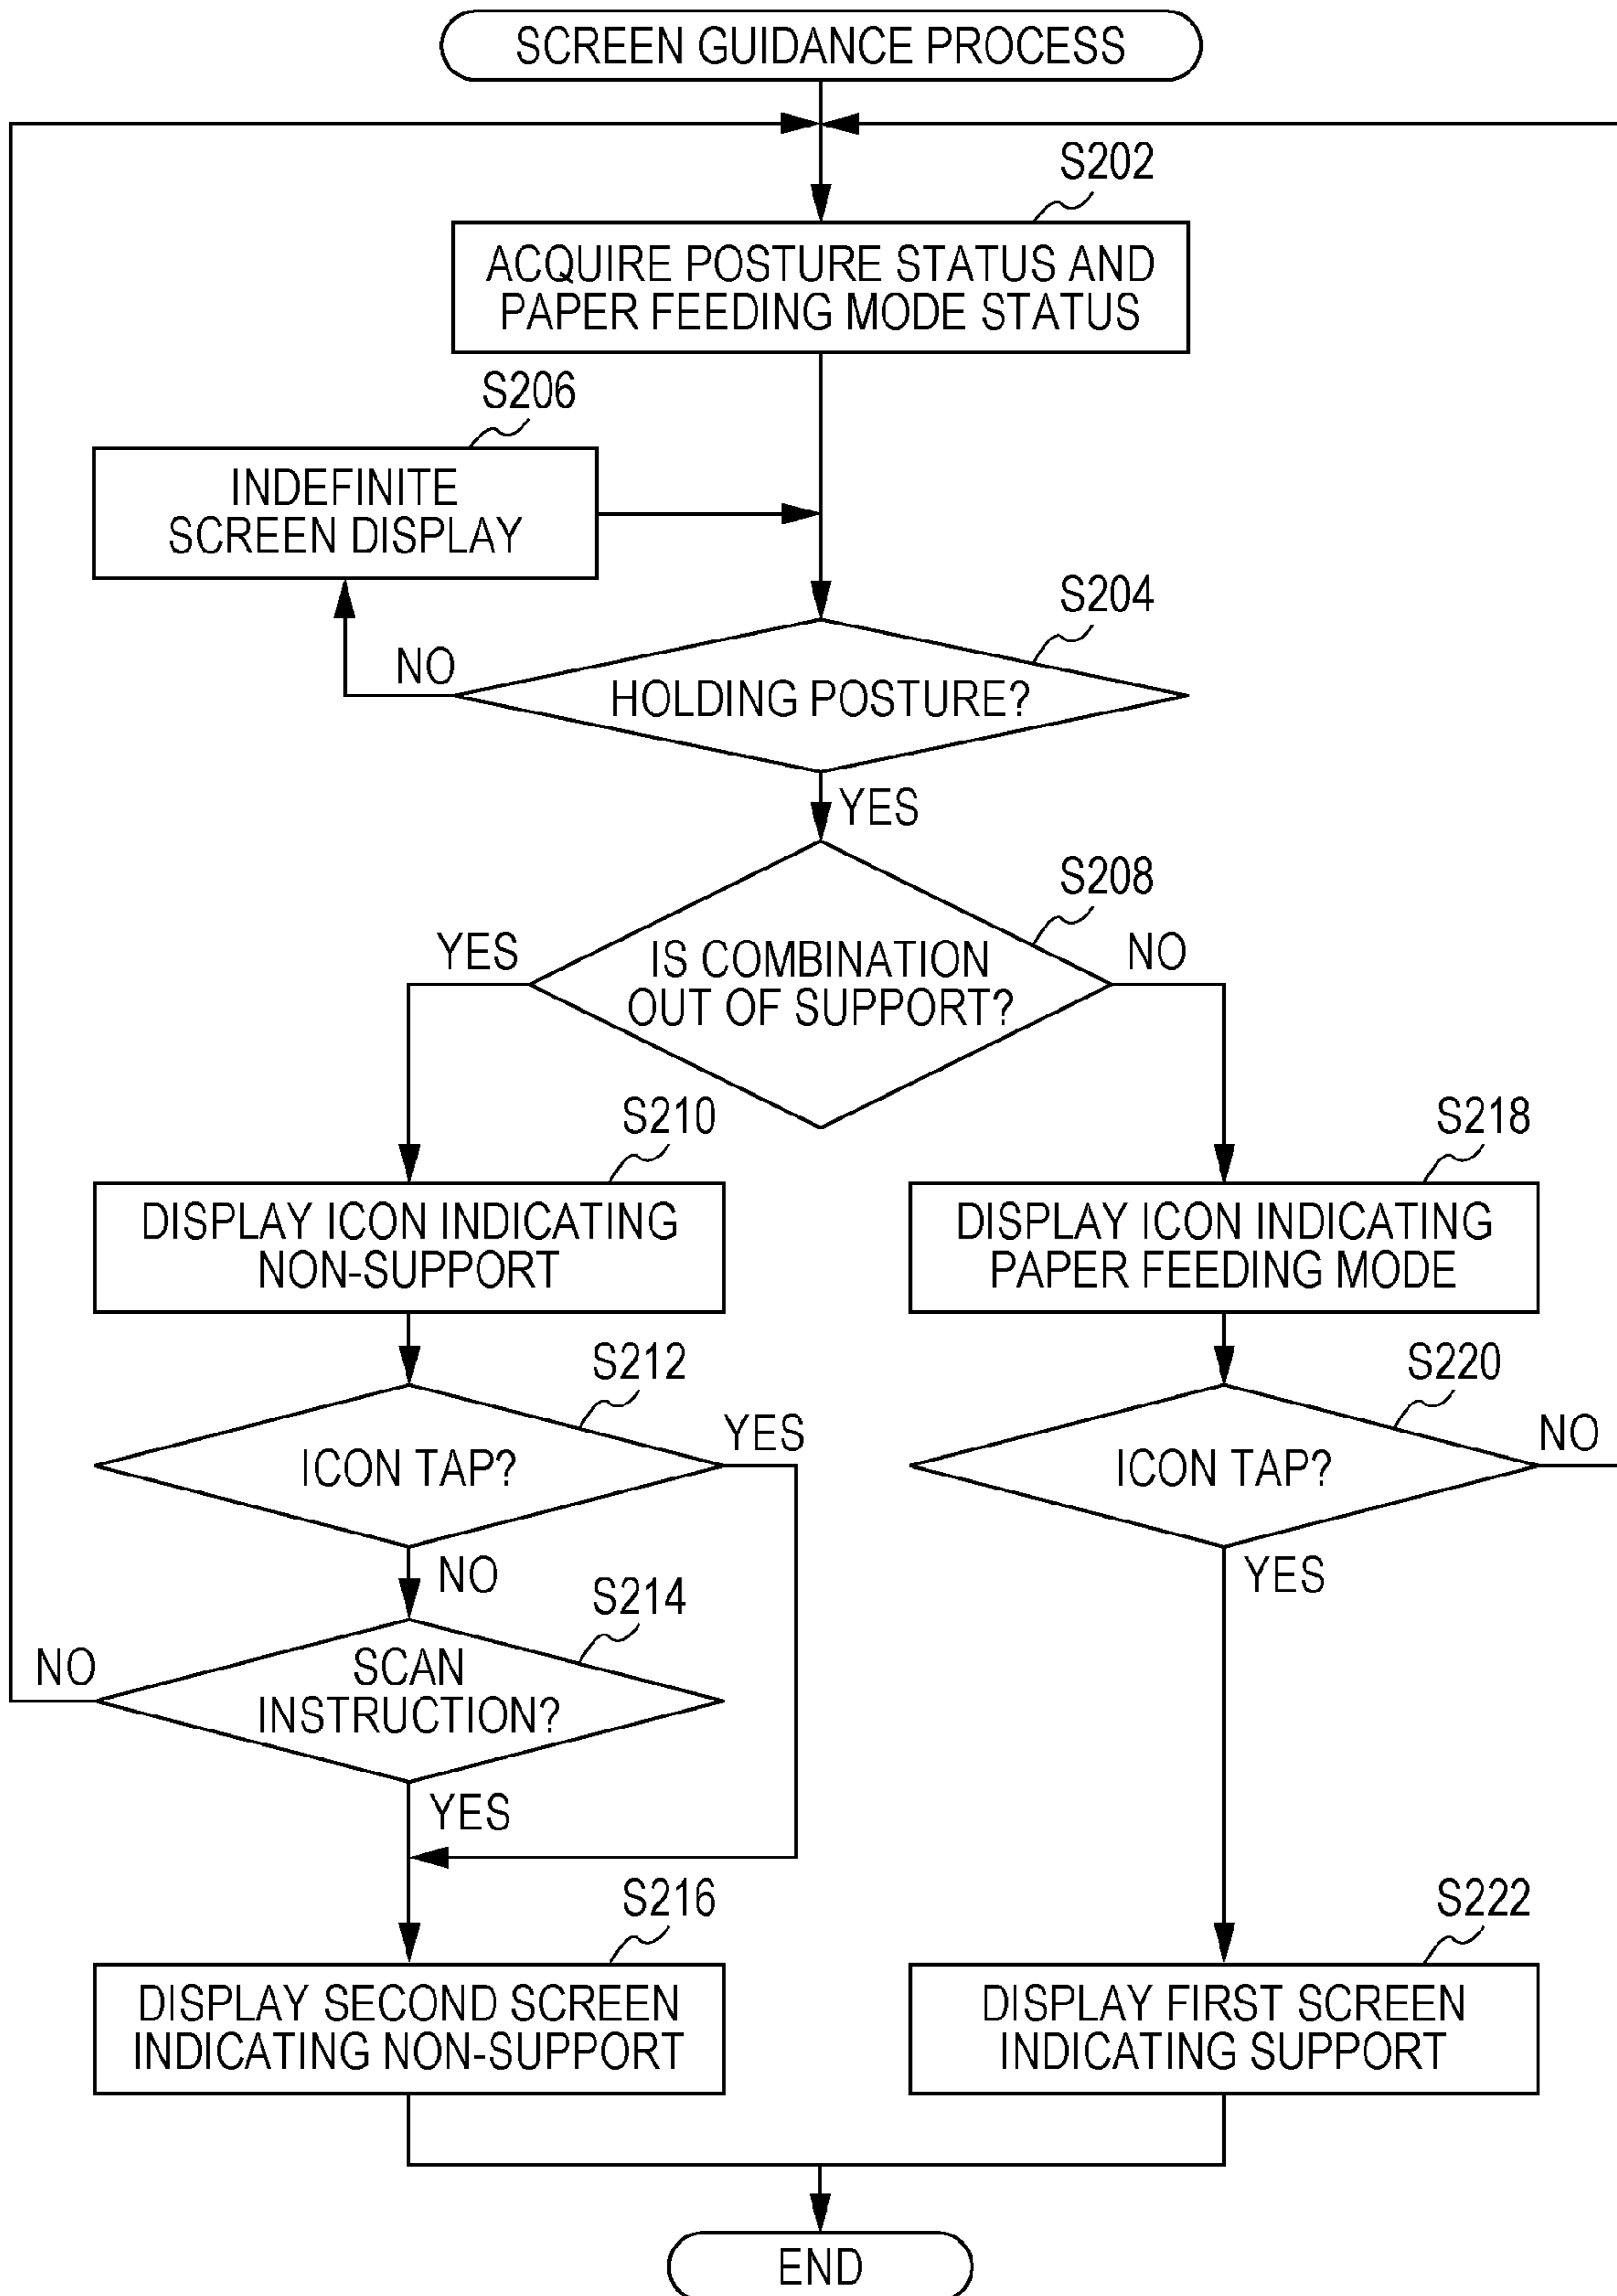 SCREEN GUIDANCE PROCESS
S202
ACQUIRE POSTURE STATUS AND
PAPER FEEDING MODE STATUS
S206
INDEFINITE
SCREEN DISPLAY
S204
NO
HOLDING POSTURE?
YES
S208
YES
NO
IS COMBINATION
OUT OF SUPPORT?
S210
DISPLAY ICON INDICATING
NON-SUPPORT
S218
DISPLAY ICON INDICATING
PAPER FEEDING MODE
S212
YES
ICON TAP?
NO
S220
NO
ICON TAP?
YES
S214
NO
SCAN
INSTRUCTION?
YES
S216
DISPLAY SECOND SCREEN
INDICATING NON-SUPPORT
S222
DISPLAY FIRST SCREEN
INDICATING SUPPORT
END